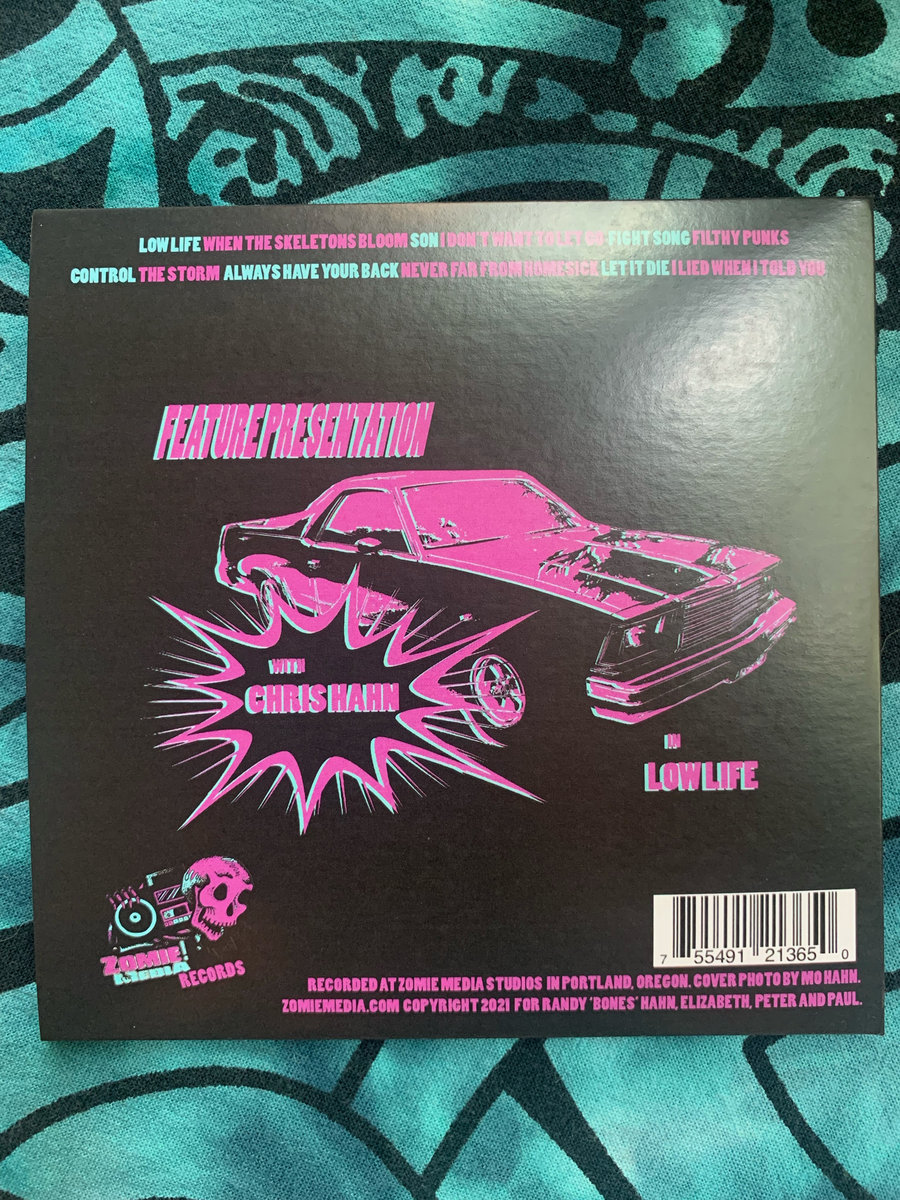 LOW LIFE WHEN THE SKELETONS BLOOM SON I DON'T WANT TO LET GO FIGHT SONG FILTHY PUNKS
CONTROL THE STORM ALWAYS HAVE YOUR BACK NEVER FAR FROM HOMESICK LET IT DIE I LIED WHEN I TOLD YOU
FEATURE PRESENTATION
WITH
CHRIS HAHN
IN
LOW LIFE
ZOMIE!
MEDIA
RECORDS
7 55491 21365 0
RECORDED AT ZOMIE MEDIA STUDIOS IN PORTLAND, OREGON. COVER PHOTO BY MO HAHN.
ZOMIEMEDIA.COM COPYRIGHT 2021 FOR RANDY 'BONES' HAHN, ELIZABETH, PETER AND PAUL.